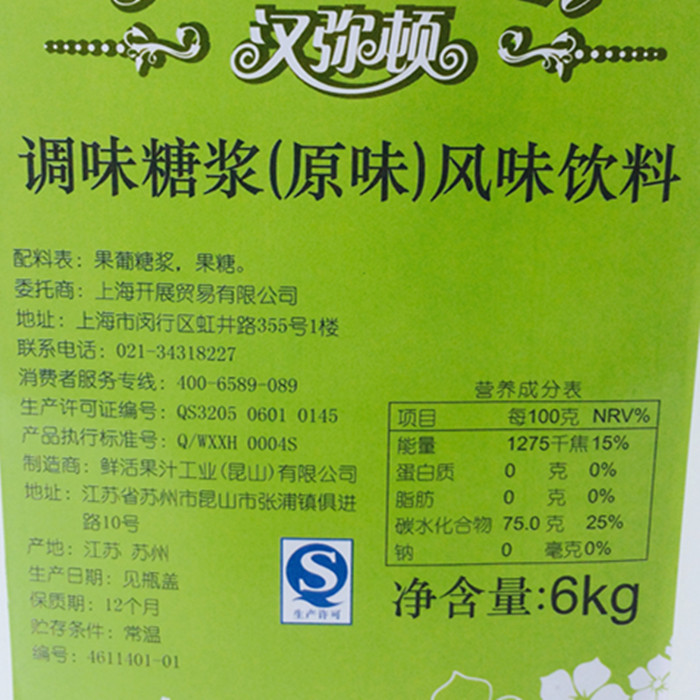 汉弥顿
调味糖浆(原味)风味饮料
配料表：果葡糖浆，果糖。
委托商：上海开展贸易有限公司
地址：上海市闵行区虹井路355号1楼
联系电话：021-34318227
消费者服务专线：400-6589-089
生产许可证编号：QS3205 0601 0145
产品执行标准号：Q/WXXH 0004S
制造商：鲜活果汁工业(昆山)有限公司
地址：江苏省苏州市昆山市张浦镇俱进
路10号
产地：江苏 苏州
生产日期：见瓶盖
保质期：12个月
贮存条件：常温
编号：4611401-01
营养成分表
项目 每100克 NRV%
能量 1275千焦 15%
蛋白质 0 克 0%
脂肪 0 克 0%
碳水化合物 75.0 克 25%
钠 0 毫克 0%
生产许可
净含量:6kg